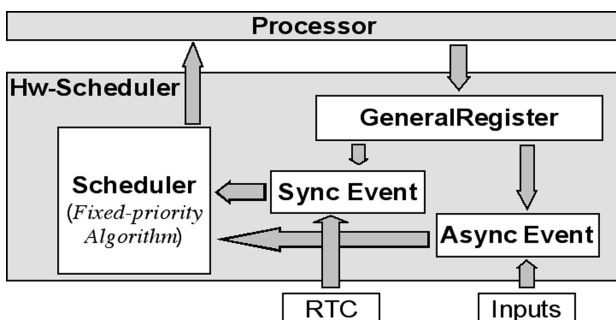 Processor
Hw-Scheduler
GeneralRegister
Scheduler
(Fixed-priority
Algorithm)
Sync Event
Async Event
RTC
Inputs